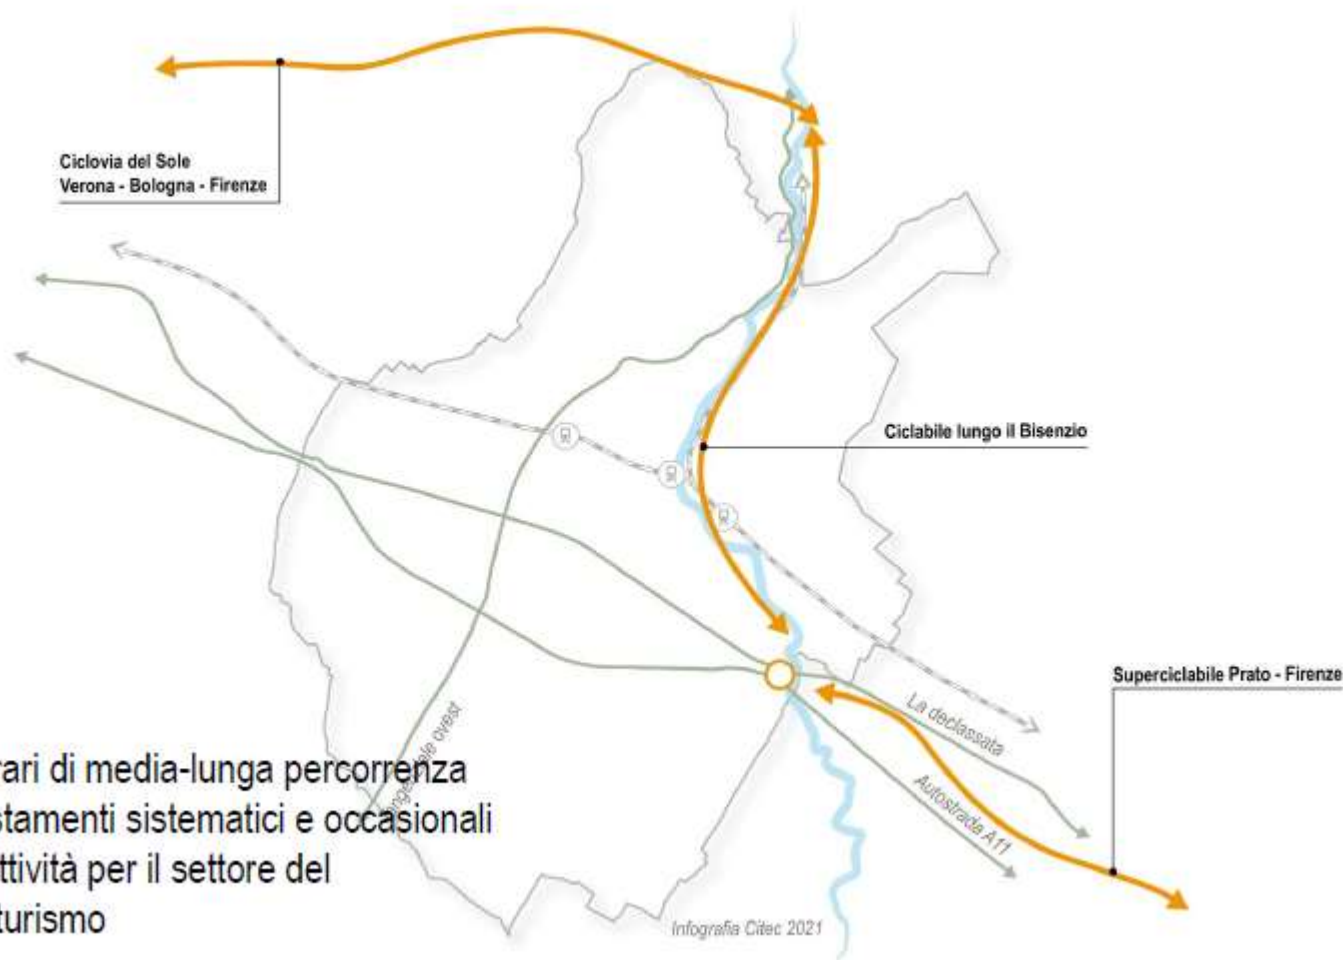 Ciclovia del Sole
Verona - Bologna - Firenze
Ciclabile lungo il Bisenzio
Superciclabile Prato - Firenze
La declassata
Autostrada A11
ovest
rari di media-lunga percorrenza
stamenti sistematici e occasionali
ttività per il settore del
turismo
Infografia Citec 2021